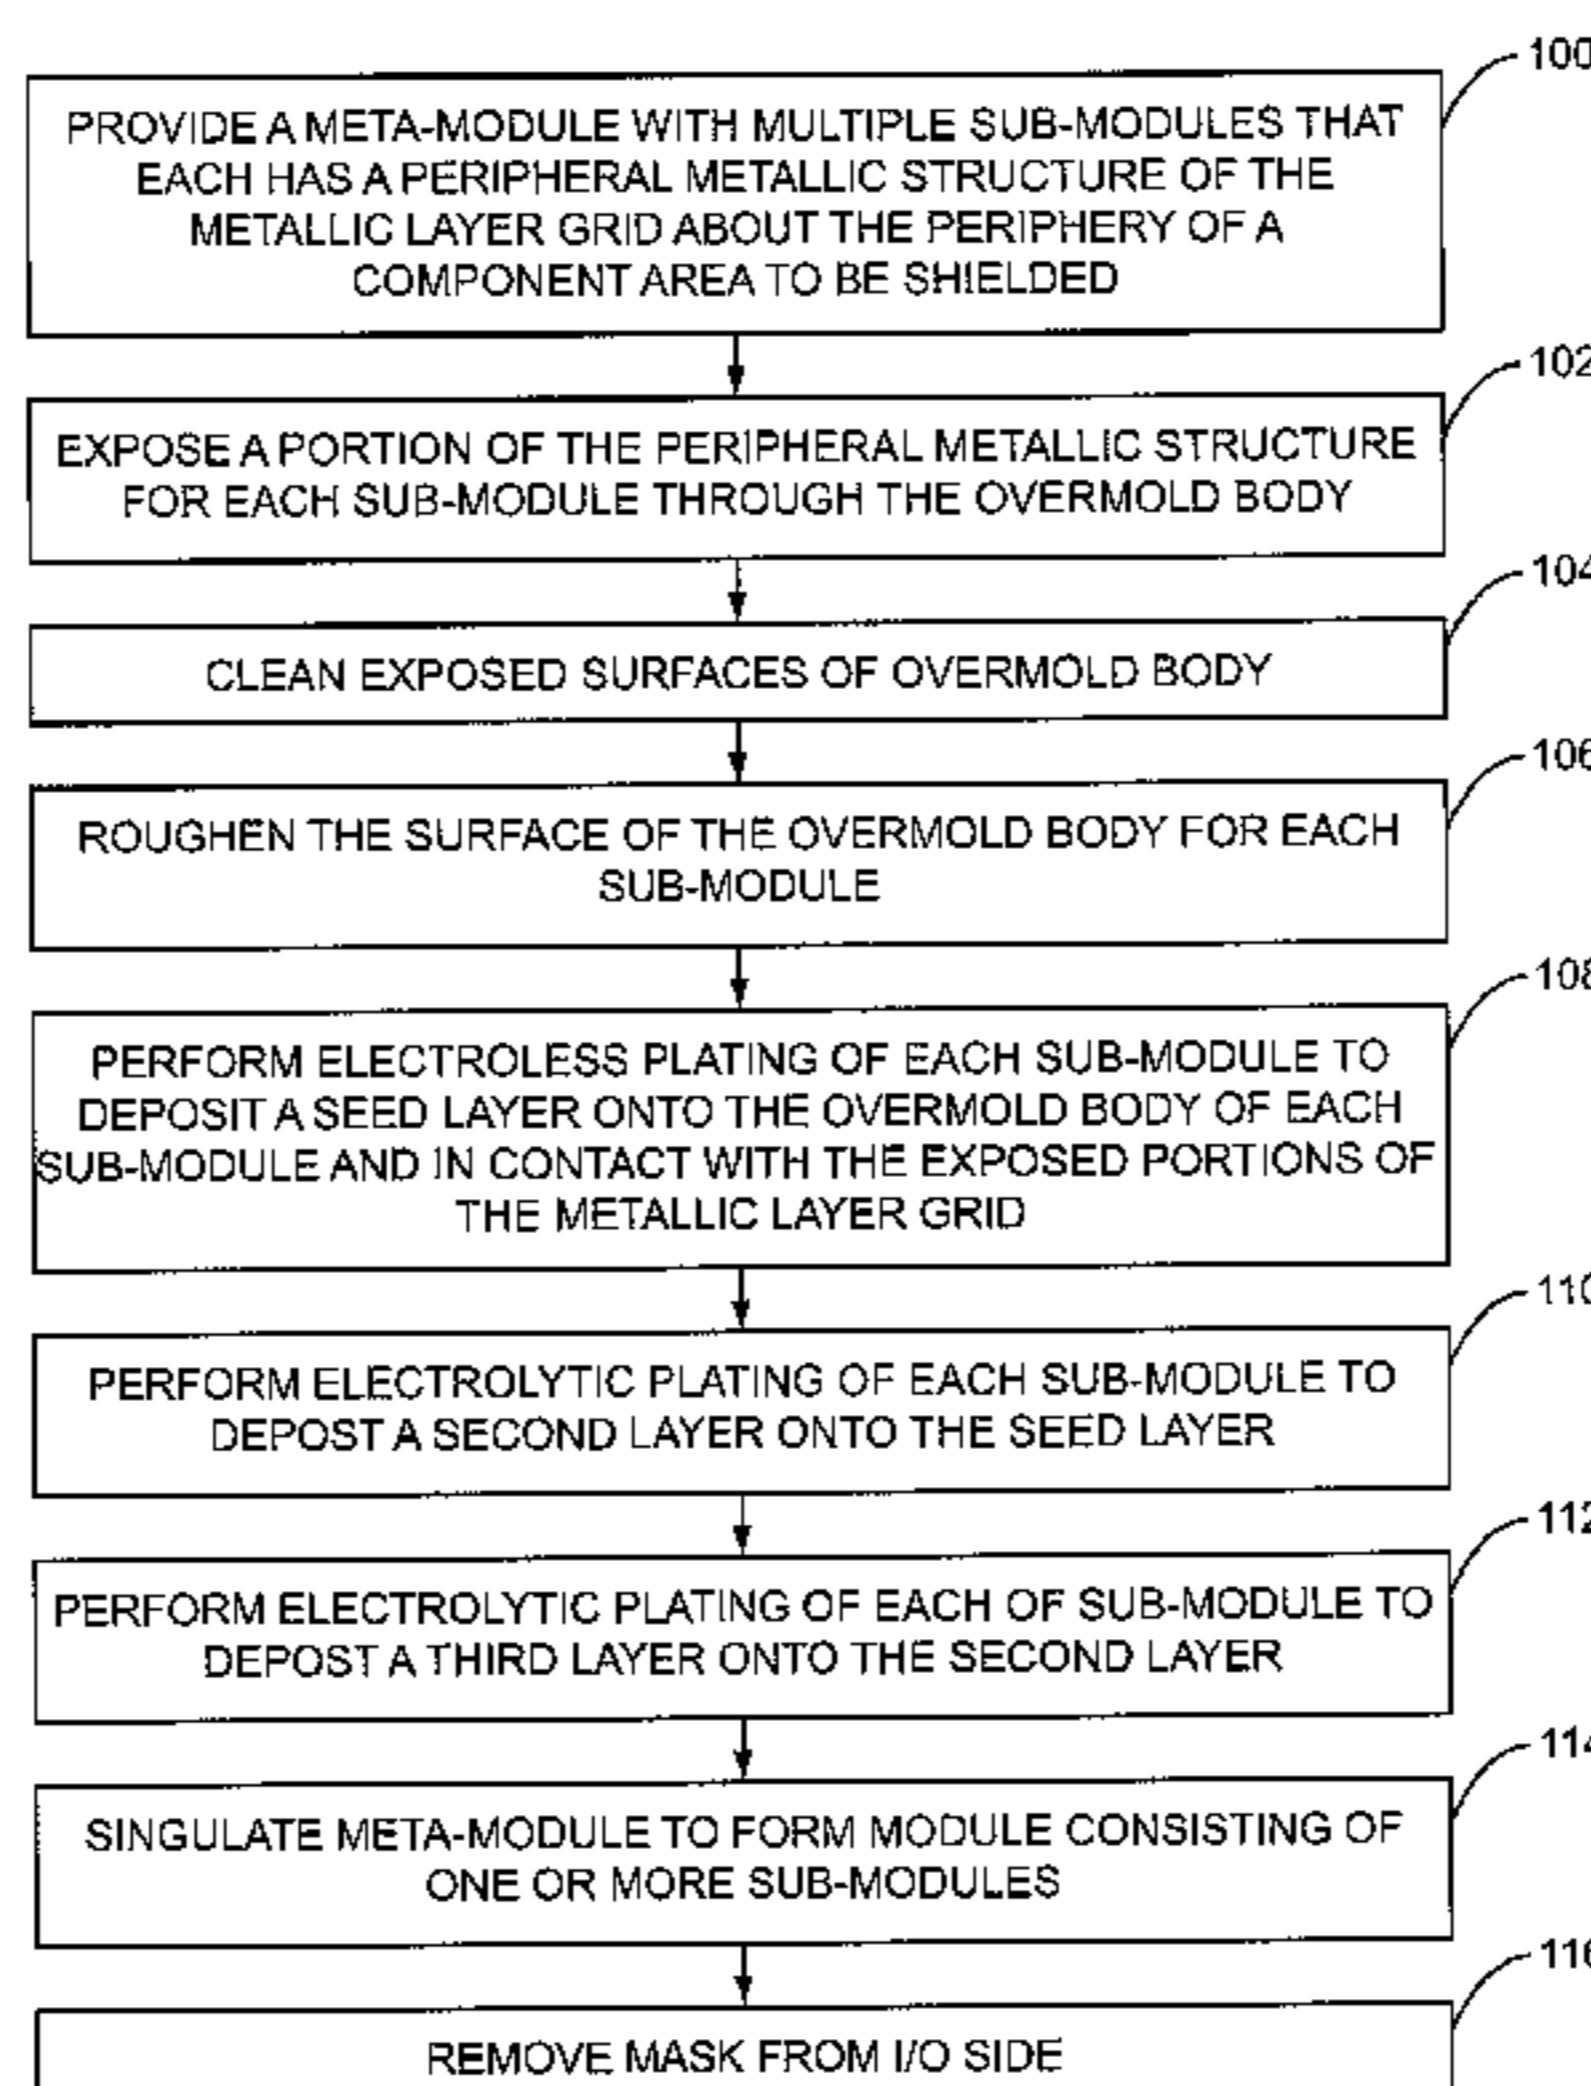 100
PROVIDE A META-MODULE WITH MULTIPLE SUB-MODULES THAT
EACH HAS A PERIPHERAL METALLIC STRUCTURE OF THE
METALLIC LAYER GRID ABOUT THE PERIPHERY OF A
COMPONENT AREA TO BE SHIELDED
102
EXPOSE A PORTION OF THE PERIPHERAL METALLIC STRUCTURE
FOR EACH SUB-MODULE THROUGH THE OVERMOLD BODY
104
CLEAN EXPOSED SURFACES OF OVERMOLD BODY
106
ROUGHEN THE SURFACE OF THE OVERMOLD BODY FOR EACH
SUB-MODULE
108
PERFORM ELECTROLESS PLATING OF EACH SUB-MODULE TO
DEPOSIT A SEED LAYER ONTO THE OVERMOLD BODY OF EACH
SUB-MODULE AND IN CONTACT WITH THE EXPOSED PORTIONS OF
THE METALLIC LAYER GRID
110
PERFORM ELECTROLYTIC PLATING OF EACH SUB-MODULE TO
DEPOST A SECOND LAYER ONTO THE SEED LAYER
112
PERFORM ELECTROLYTIC PLATING OF EACH OF SUB-MODULE TO
DEPOST A THIRD LAYER ONTO THE SECOND LAYER
114
SINGULATE META-MODULE TO FORM MODULE CONSISTING OF
ONE OR MORE SUB-MODULES
116
REMOVE MASK FROM I/O SIDE